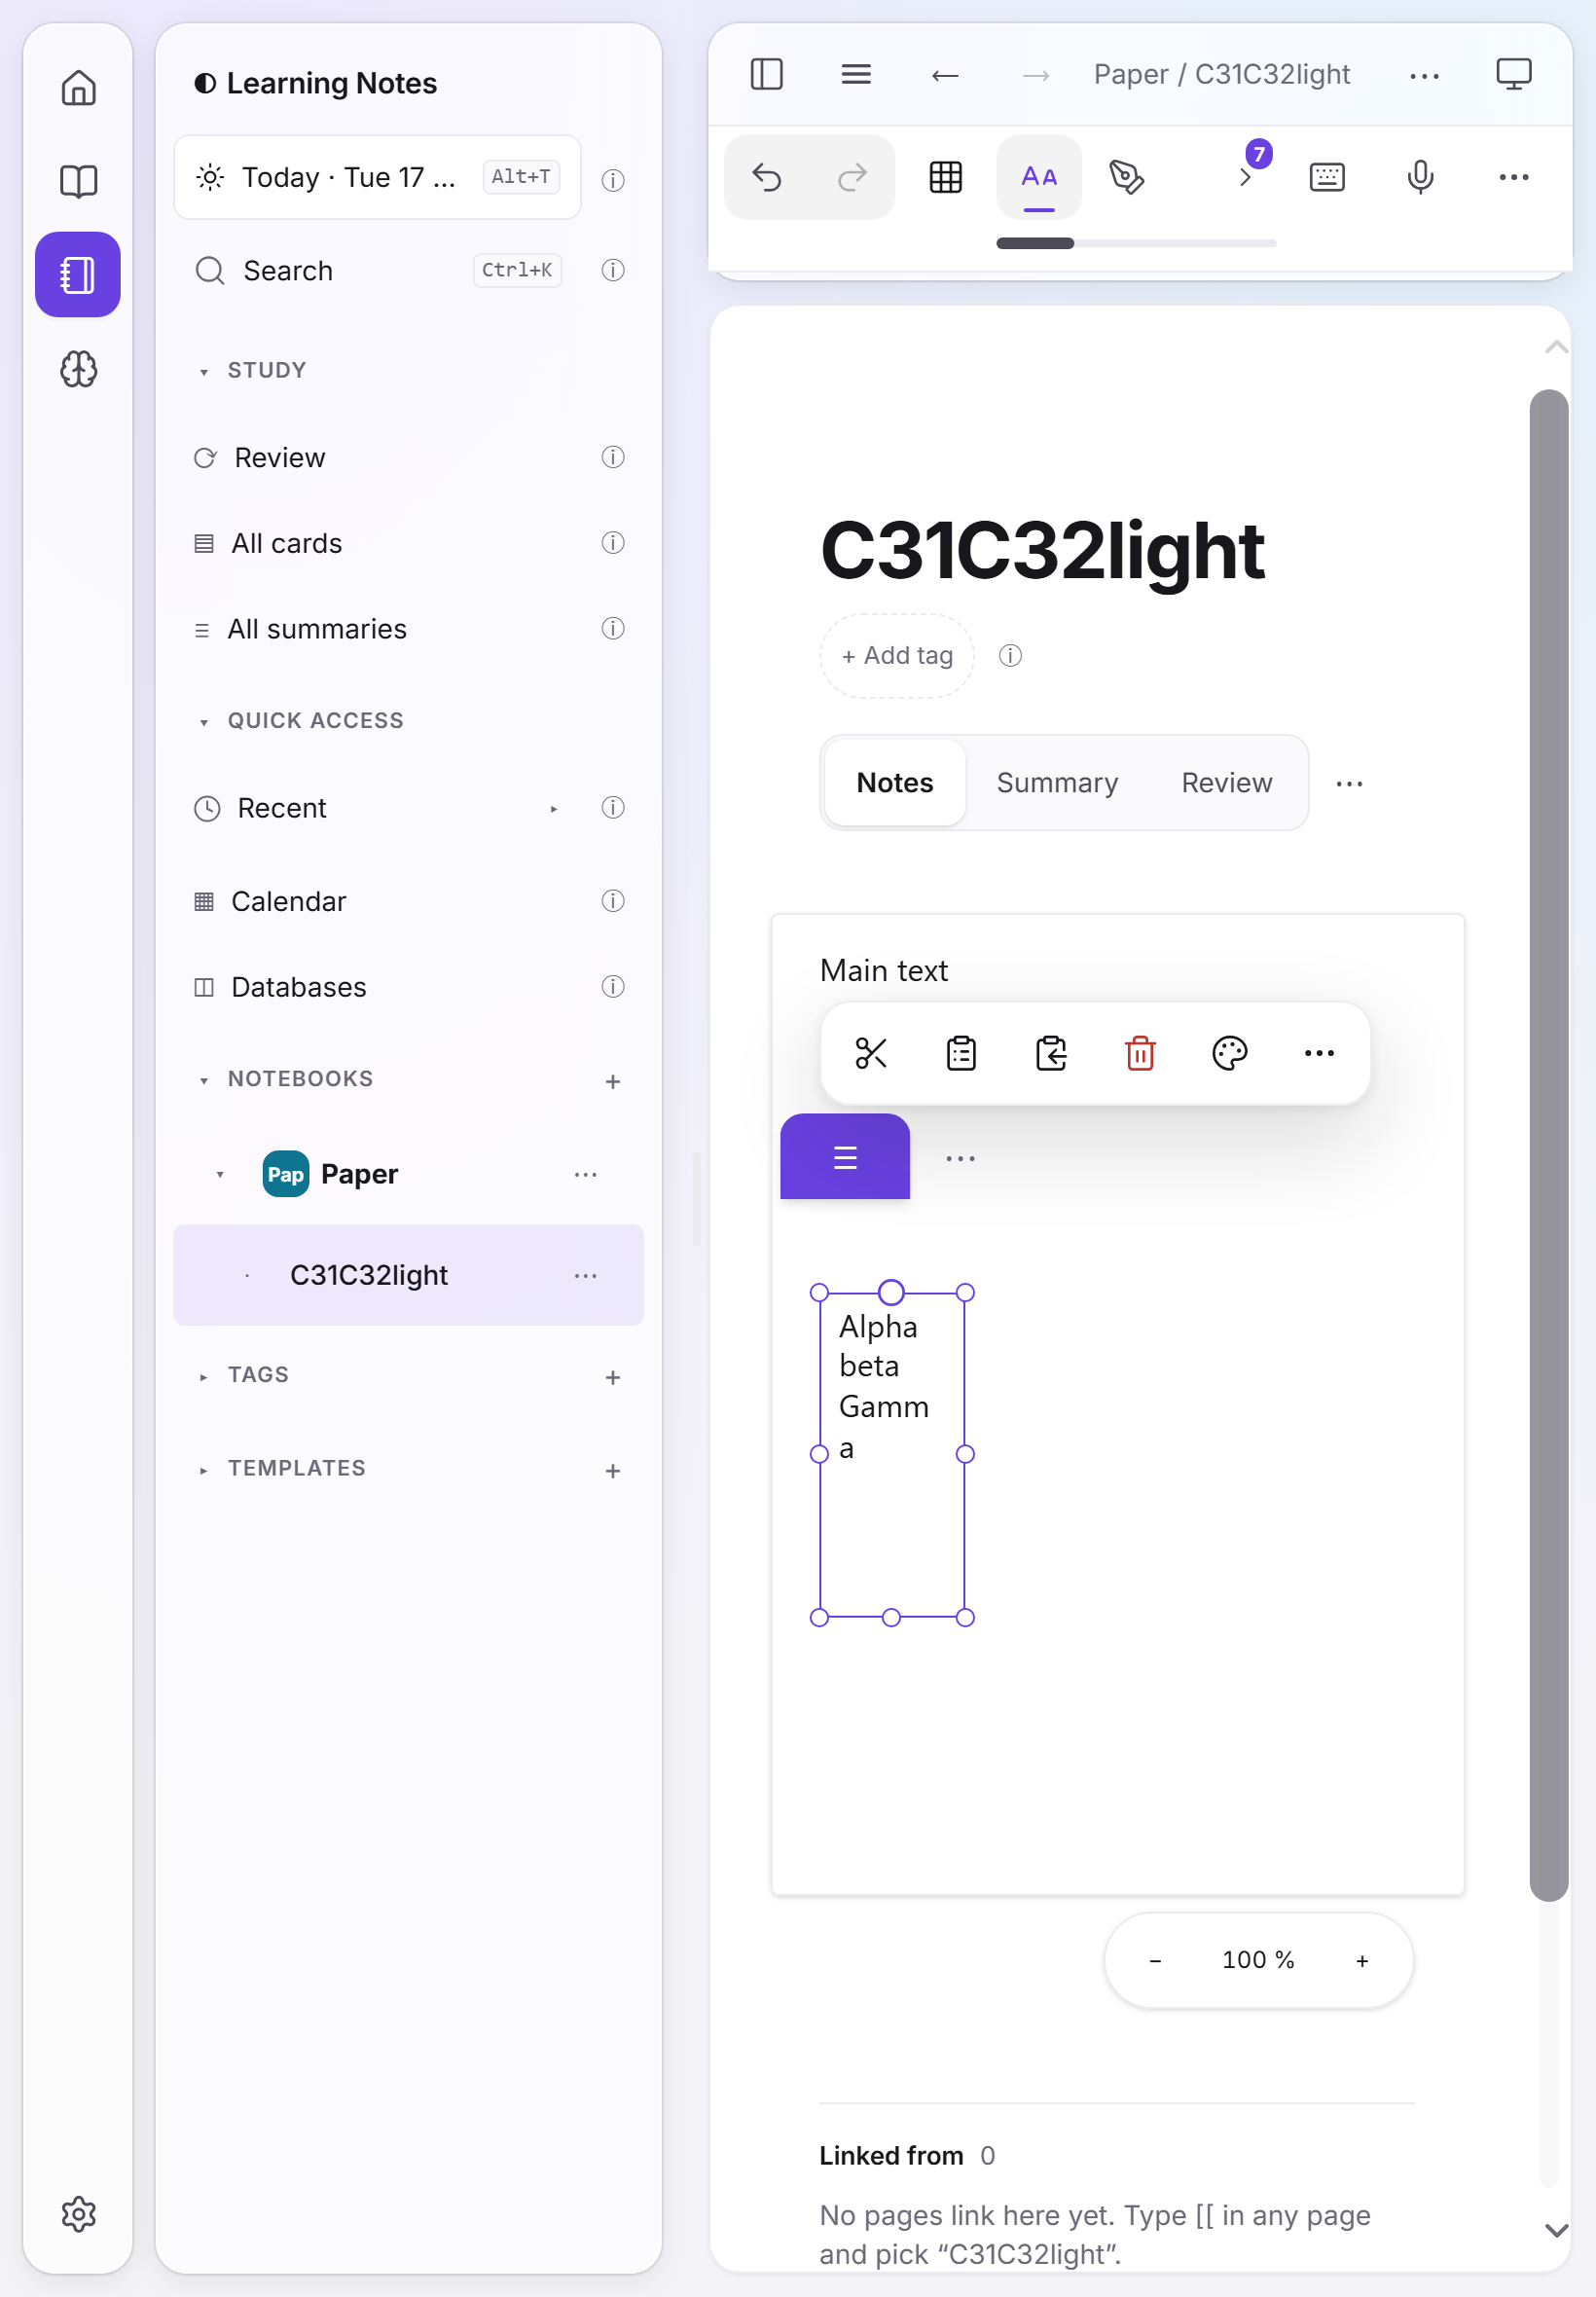 Learning Notes
Today · Tue 17 ... Alt+T
Search Ctrl+K
STUDY
Review
All cards
All summaries
QUICK ACCESS
Recent
Calendar
Databases
NOTEBOOKS +
Pap Paper ...
· C31C32light ...
TAGS +
TEMPLATES +
Paper / C31C32light ...
AA 7 ...
C31C32light
+ Add tag
Notes Summary Review ...
Main text
Alpha
beta
Gamm
a
− 100 % +
Linked from 0
No pages link here yet. Type [[ in any page
and pick “C31C32light”.